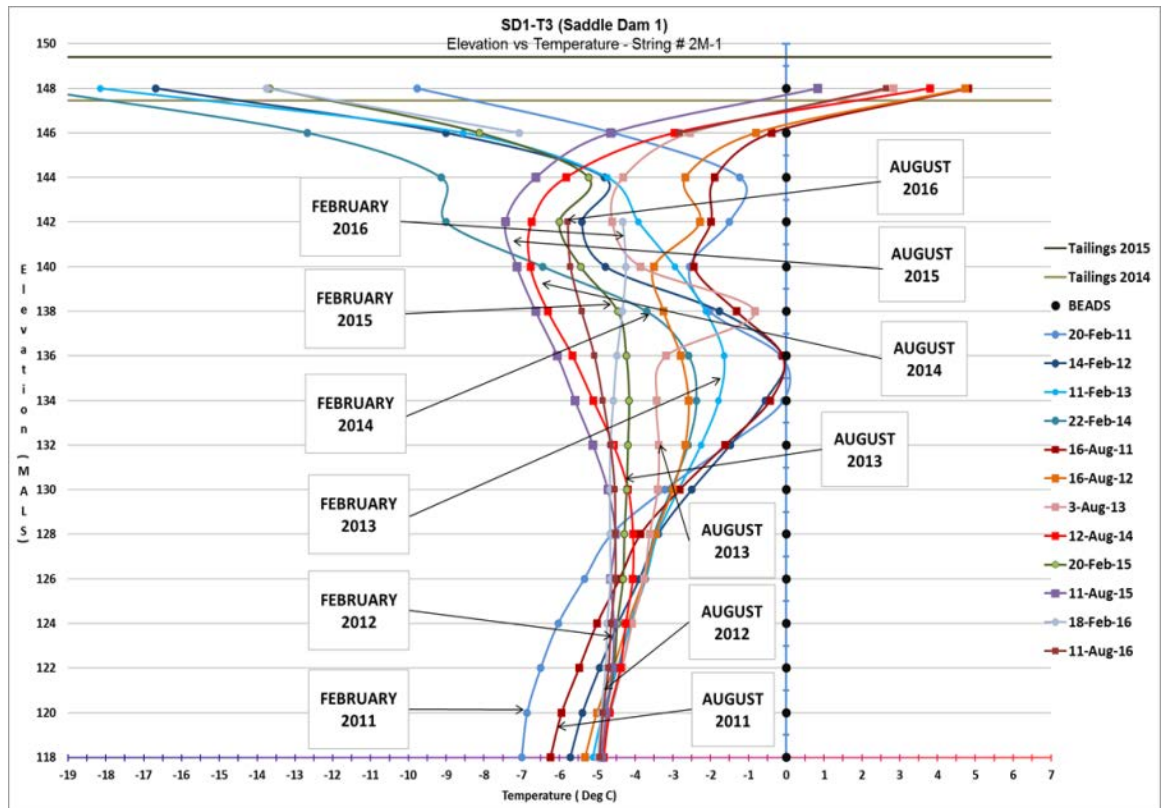 SD1-T3 (Saddle Dam 1)
Elevation vs Temperature - String # 2M-1
150
148
146
144
142
140
138
136
134
132
130
128
126
124
122
120
118
Elevation (MALS)
-19 -18 -17 -16 -15 -14 -13 -12 -11 -10 -9 -8 -7 -6 -5 -4 -3 -2 -1 0 1 2 3 4 5 6 7
Temperature ( Deg C)
FEBRUARY
2016
FEBRUARY
2015
FEBRUARY
2014
FEBRUARY
2013
FEBRUARY
2012
FEBRUARY
2011
AUGUST
2016
AUGUST
2015
AUGUST
2014
AUGUST
2013
AUGUST
2013
AUGUST
2012
AUGUST
2011
Tailings 2015
Tailings 2014
BEADS
20-Feb-11
14-Feb-12
11-Feb-13
22-Feb-14
16-Aug-11
16-Aug-12
3-Aug-13
12-Aug-14
20-Feb-15
11-Aug-15
18-Feb-16
11-Aug-16